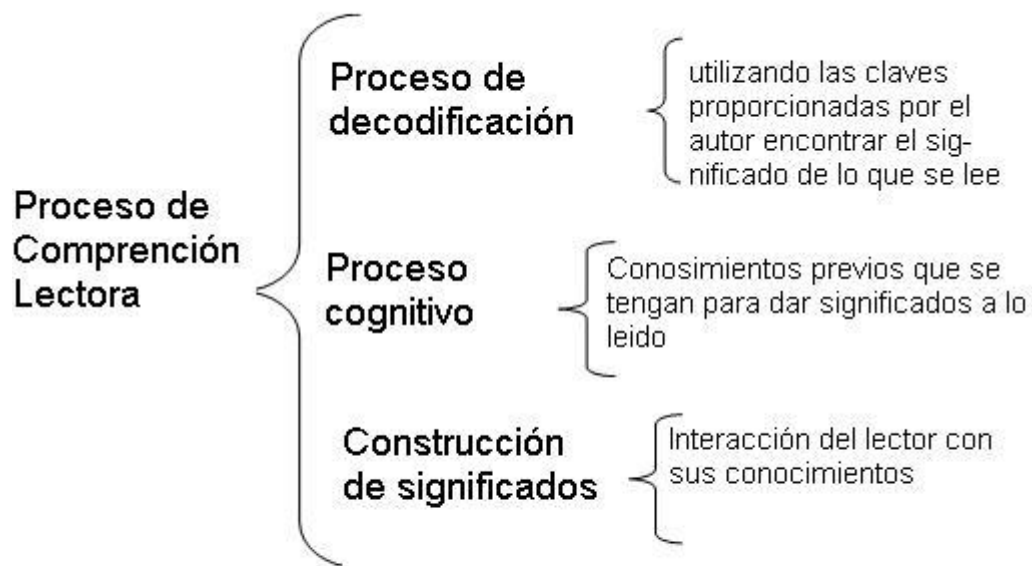 Proceso de
Comprención
Lectora
Proceso de
decodificación
utilizando las claves
proporcionadas por el
autor encontrar el sig-
nificado de lo que se lee
Proceso
cognitivo
Conosimientos previos que se
tengan para dar significados a lo
leido
Construcción
de significados
Interacción del lector con
sus conocimientos